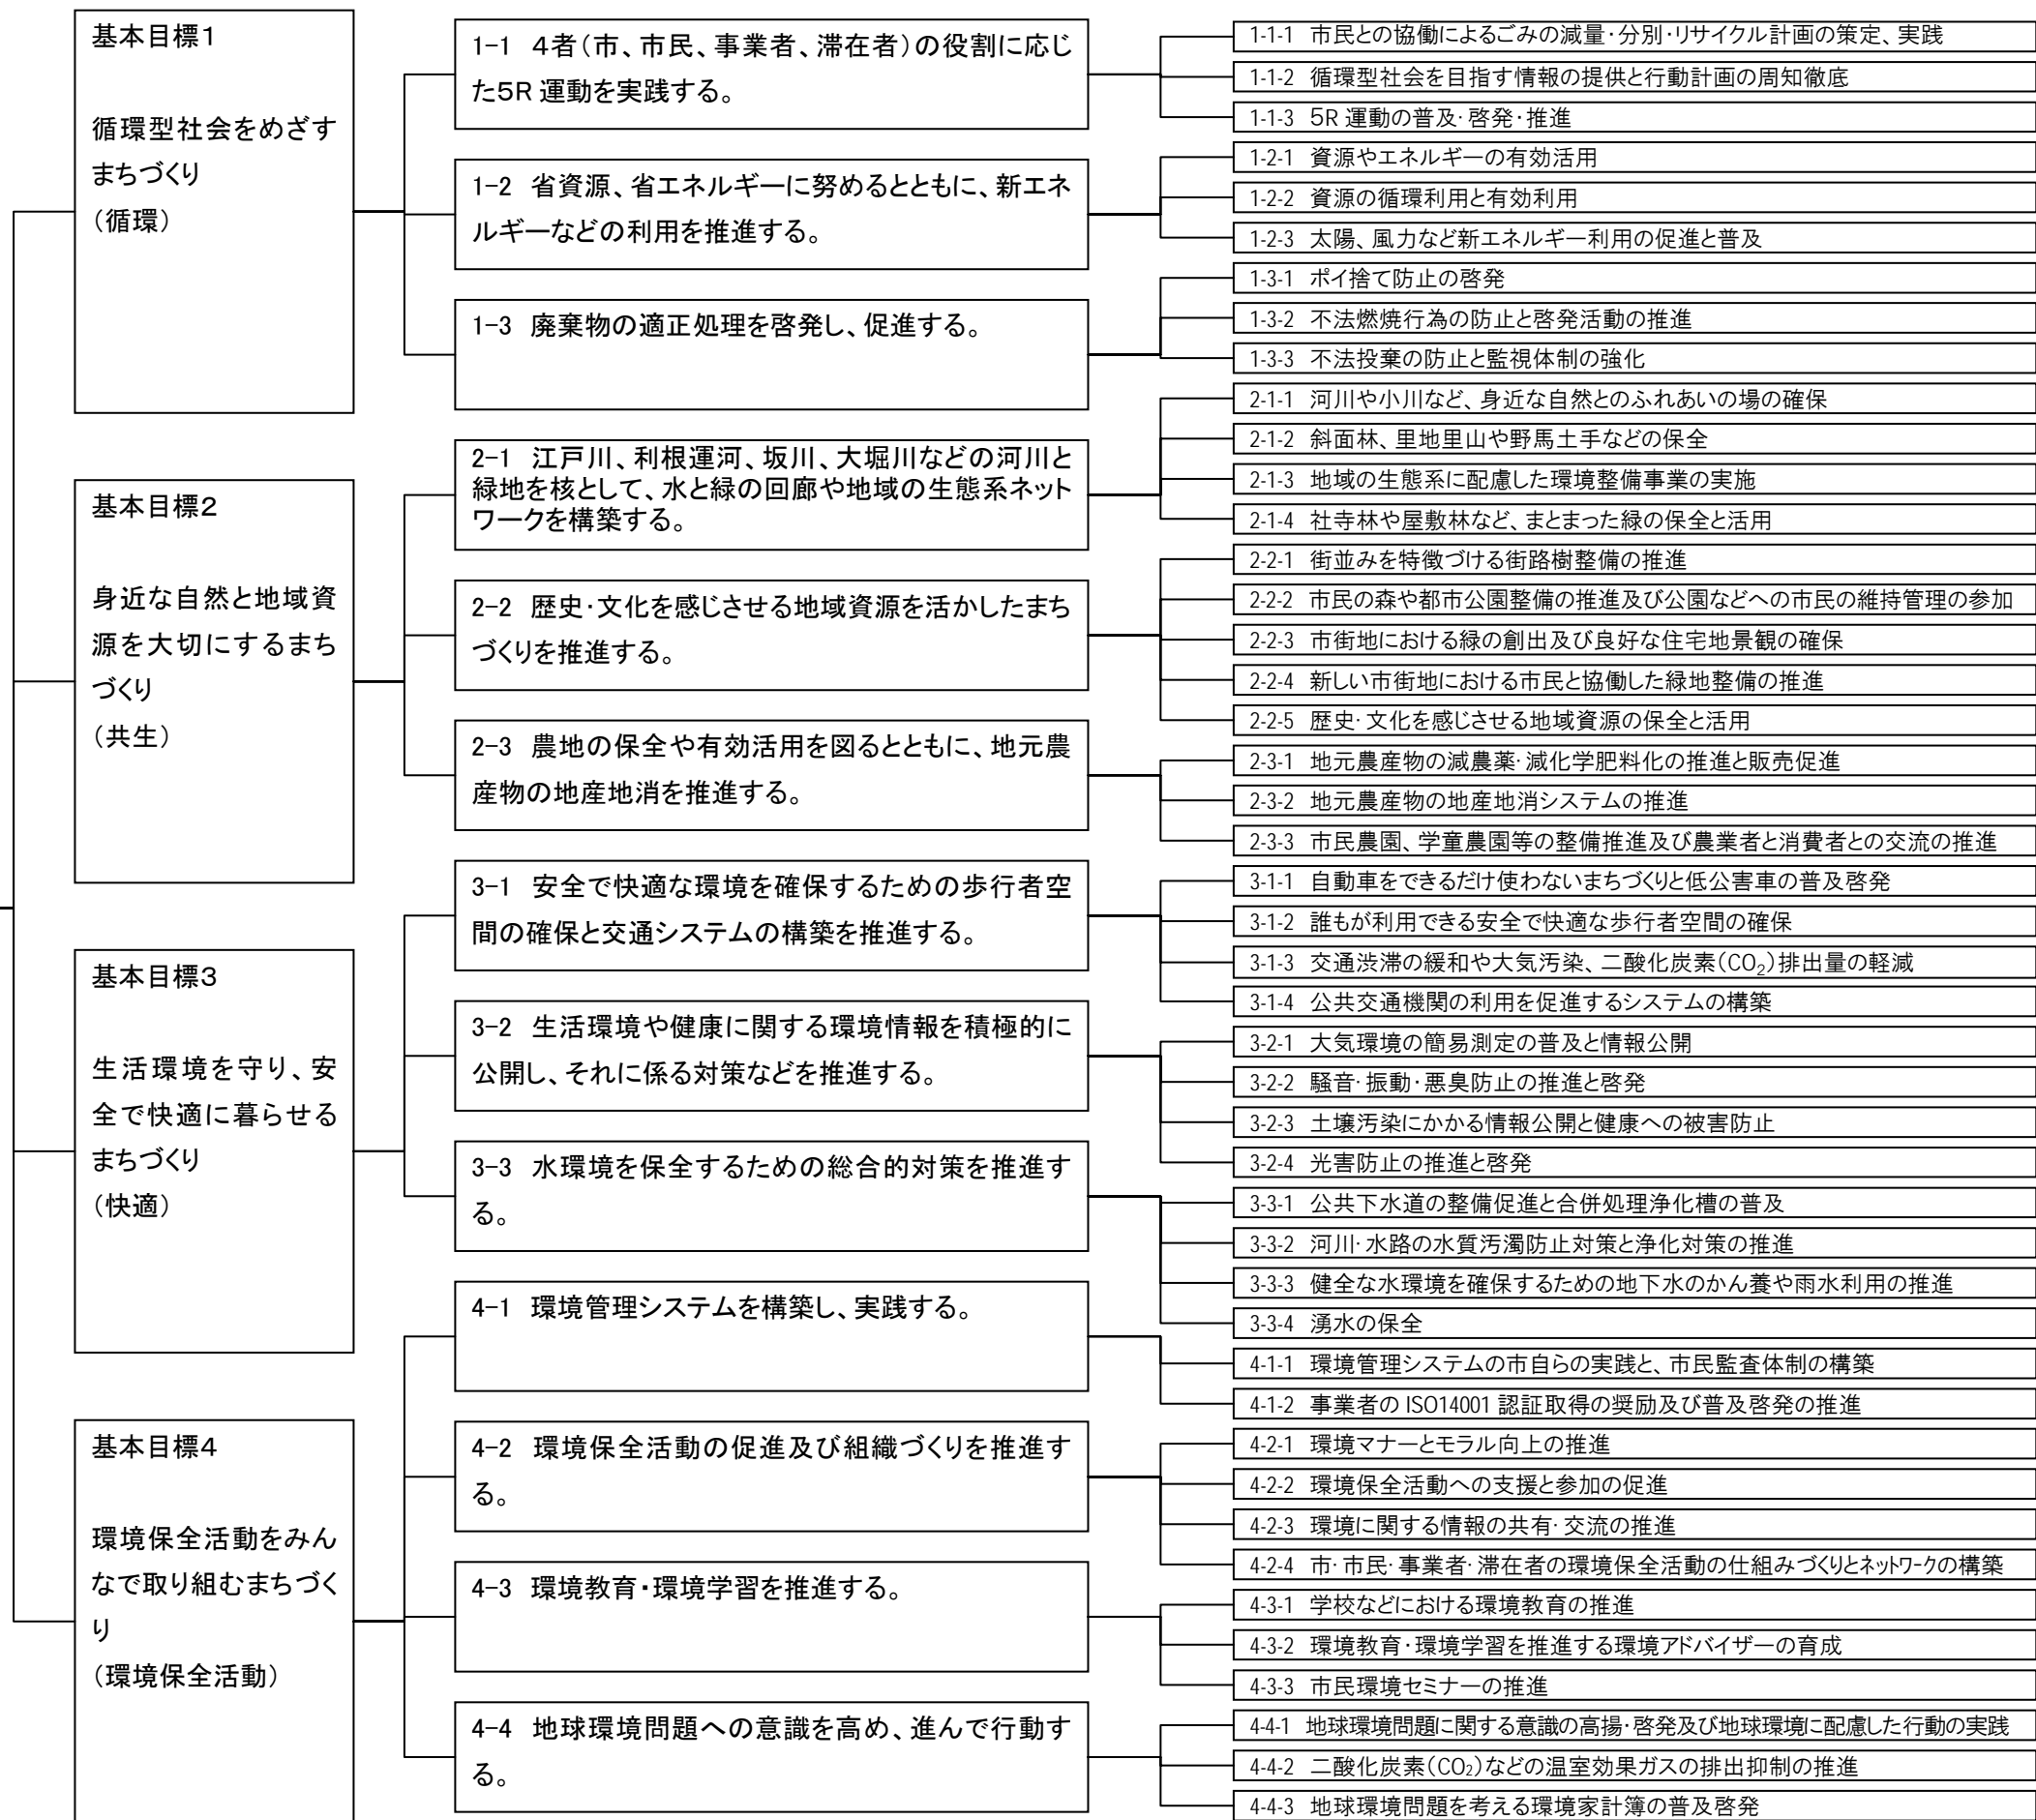 基本目標1
循環型社会をめざす
まちづくり
(循環)
1-1 4者(市、市民、事業者、滞在者)の役割に応じ
た5R 運動を実践する。
1-1-1 市民との協働によるごみの減量・分別・リサイクル計画の策定、実践
1-1-2 循環型社会を目指す情報の提供と行動計画の周知徹底
1-1-3 5R 運動の普及・啓発・推進
1-2 省資源、省エネルギーに努めるとともに、新エネ
ルギーなどの利用を推進する。
1-2-1 資源やエネルギーの有効活用
1-2-2 資源の循環利用と有効利用
1-2-3 太陽、風力など新エネルギー利用の促進と普及
1-3 廃棄物の適正処理を啓発し、促進する。
1-3-1 ポイ捨て防止の啓発
1-3-2 不法燃焼行為の防止と啓発活動の推進
1-3-3 不法投棄の防止と監視体制の強化
基本目標2
身近な自然と地域資
源を大切にするまち
づくり
(共生)
2-1 江戸川、利根運河、坂川、大堀川などの河川と
緑地を核として、水と緑の回廊や地域の生態系ネット
ワークを構築する。
2-1-1 河川や小川など、身近な自然とのふれあいの場の確保
2-1-2 斜面林、里地里山や野馬土手などの保全
2-1-3 地域の生態系に配慮した環境整備事業の実施
2-1-4 社寺林や屋敷林など、まとまった緑の保全と活用
2-2 歴史・文化を感じさせる地域資源を活かしたまち
づくりを推進する。
2-2-1 街並みを特徴づける街路樹整備の推進
2-2-2 市民の森や都市公園整備の推進及び公園などへの市民の維持管理の参加
2-2-3 市街地における緑の創出及び良好な住宅地景観の確保
2-2-4 新しい市街地における市民と協働した緑地整備の推進
2-2-5 歴史・文化を感じさせる地域資源の保全と活用
2-3 農地の保全や有効活用を図るとともに、地元農
産物の地産地消を推進する。
2-3-1 地元農産物の減農薬・減化学肥料化の推進と販売促進
2-3-2 地元農産物の地産地消システムの推進
2-3-3 市民農園、学童農園等の整備推進及び農業者と消費者との交流の推進
基本目標3
生活環境を守り、安
全で快適に暮らせる
まちづくり
(快適)
3-1 安全で快適な環境を確保するための歩行者空
間の確保と交通システムの構築を推進する。
3-1-1 自動車をできるだけ使わないまちづくりと低公害車の普及啓発
3-1-2 誰もが利用できる安全で快適な歩行者空間の確保
3-1-3 交通渋滞の緩和や大気汚染、二酸化炭素(CO₂)排出量の軽減
3-1-4 公共交通機関の利用を促進するシステムの構築
3-2 生活環境や健康に関する環境情報を積極的に
公開し、それに係る対策などを推進する。
3-2-1 大気環境の簡易測定の普及と情報公開
3-2-2 騒音・振動・悪臭防止の推進と啓発
3-2-3 土壌汚染にかかる情報公開と健康への被害防止
3-2-4 光害防止の推進と啓発
3-3 水環境を保全するための総合的対策を推進す
る。
3-3-1 公共下水道の整備促進と合併処理浄化槽の普及
3-3-2 河川・水路の水質汚濁防止対策と浄化対策の推進
3-3-3 健全な水環境を確保するための地下水のかん養や雨水利用の推進
3-3-4 湧水の保全
基本目標4
環境保全活動をみん
なで取り組むまちづく
り
(環境保全活動)
4-1 環境管理システムを構築し、実践する。
4-1-1 環境管理システムの市自らの実践と、市民監査体制の構築
4-1-2 事業者の ISO14001 認証取得の奨励及び普及啓発の推進
4-2 環境保全活動の促進及び組織づくりを推進す
る。
4-2-1 環境マナーとモラル向上の推進
4-2-2 環境保全活動への支援と参加の促進
4-2-3 環境に関する情報の共有・交流の推進
4-2-4 市・市民・事業者・滞在者の環境保全活動の仕組みづくりとネットワークの構築
4-3 環境教育・環境学習を推進する。
4-3-1 学校などにおける環境教育の推進
4-3-2 環境教育・環境学習を推進する環境アドバイザーの育成
4-3-3 市民環境セミナーの推進
4-4 地球環境問題への意識を高め、進んで行動す
る。
4-4-1 地球環境問題に関する意識の高揚・啓発及び地球環境に配慮した行動の実践
4-4-2 二酸化炭素(CO₂)などの温室効果ガスの排出抑制の推進
4-4-3 地球環境問題を考える環境家計簿の普及啓発